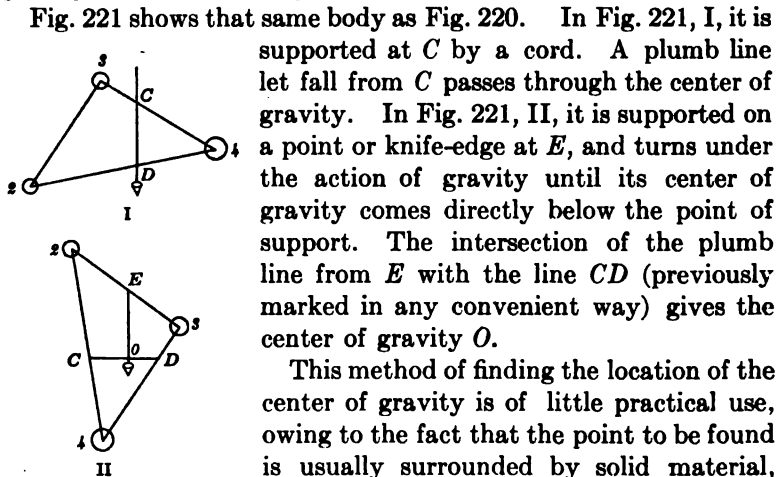 Fig. 221 shows that same body as Fig. 220. In Fig. 221, I, it is
supported at C by a cord. A plumb line
let fall from C passes through the center of
gravity. In Fig. 221, II, it is supported on
a point or knife-edge at E, and turns under
the action of gravity until its center of
gravity comes directly below the point of
support. The intersection of the plumb
line from E with the line CD (previously
marked in any convenient way) gives the
center of gravity O.
This method of finding the location of the
center of gravity is of little practical use,
owing to the fact that the point to be found
is usually surrounded by solid material,
3
C
4
D
2
I
2
E
3
O
C
D
4
II